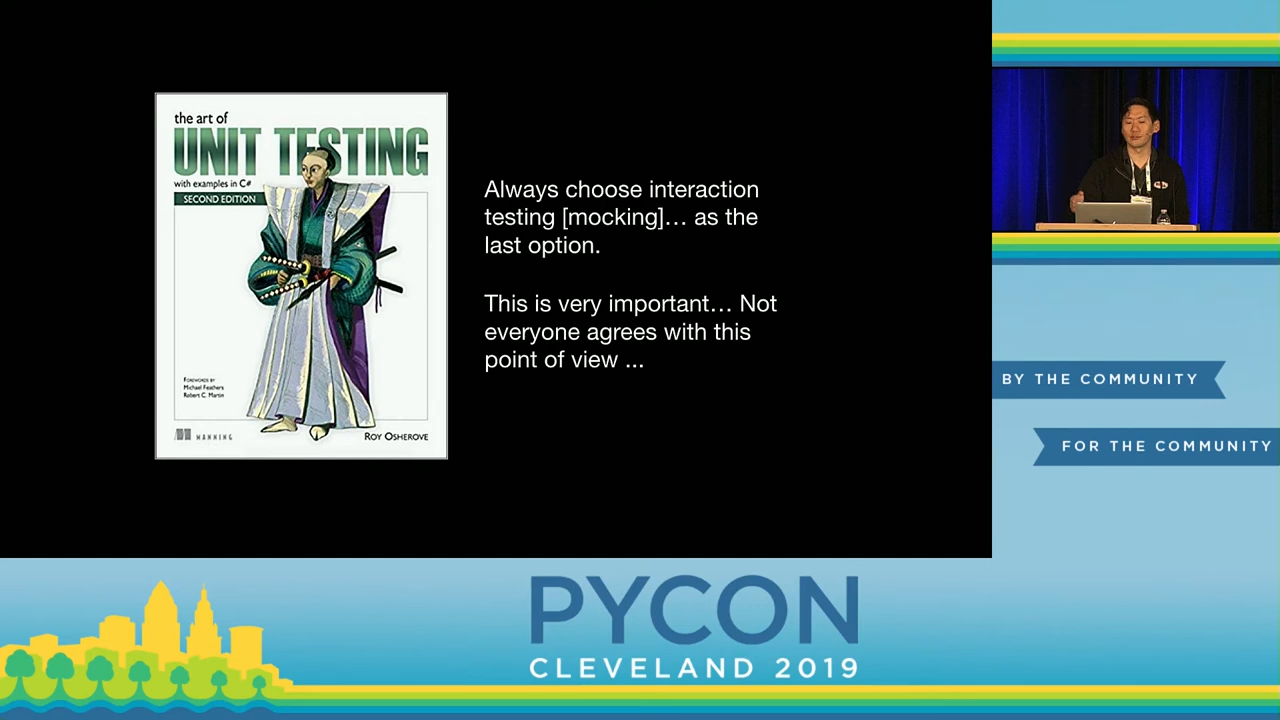 the art of
UNIT TESTING
with examples in C#
SECOND EDITION
FOREWORDS BY
Michael Feathers
Robert C. Martin
MANNING
ROY OSHEROVE
Always choose interaction
testing [mocking]… as the
last option.
This is very important… Not
everyone agrees with this
point of view ...
BY THE COMMUNITY
FOR THE COMMUNITY
PYCON
CLEVELAND 2019